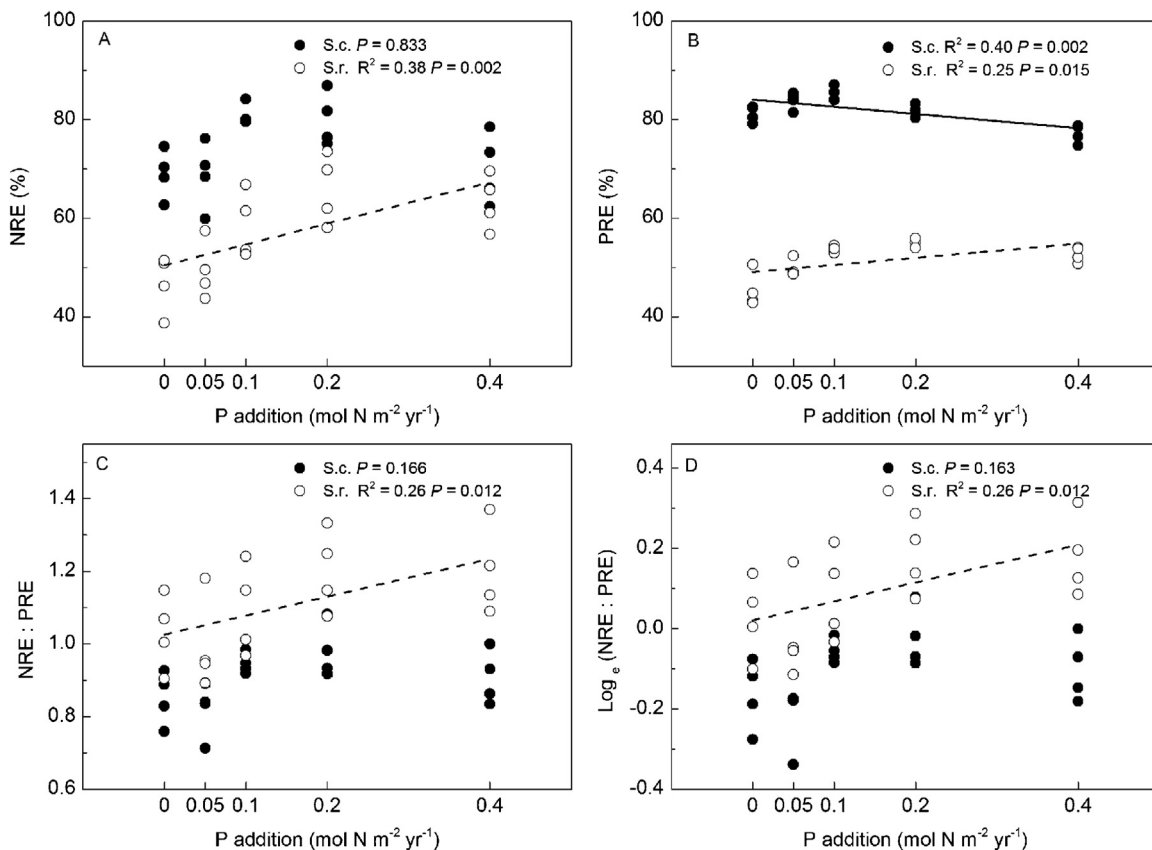 A
S.c. P = 0.833
S.r. R² = 0.38 P = 0.002
100
80
60
40
NRE (%)
0 0.05 0.1 0.2 0.4
P addition (mol N m⁻² yr⁻¹)
B
S.c. R² = 0.40 P = 0.002
S.r. R² = 0.25 P = 0.015
100
80
60
40
PRE (%)
0 0.05 0.1 0.2 0.4
P addition (mol N m⁻² yr⁻¹)
C
S.c. P = 0.166
S.r. R² = 0.26 P = 0.012
1.4
1.2
1.0
0.8
0.6
NRE : PRE
0 0.05 0.1 0.2 0.4
P addition (mol N m⁻² yr⁻¹)
D
S.c. P = 0.163
S.r. R² = 0.26 P = 0.012
0.4
0.2
0.0
-0.2
-0.4
Log e (NRE : PRE)
0 0.05 0.1 0.2 0.4
P addition (mol N m⁻² yr⁻¹)